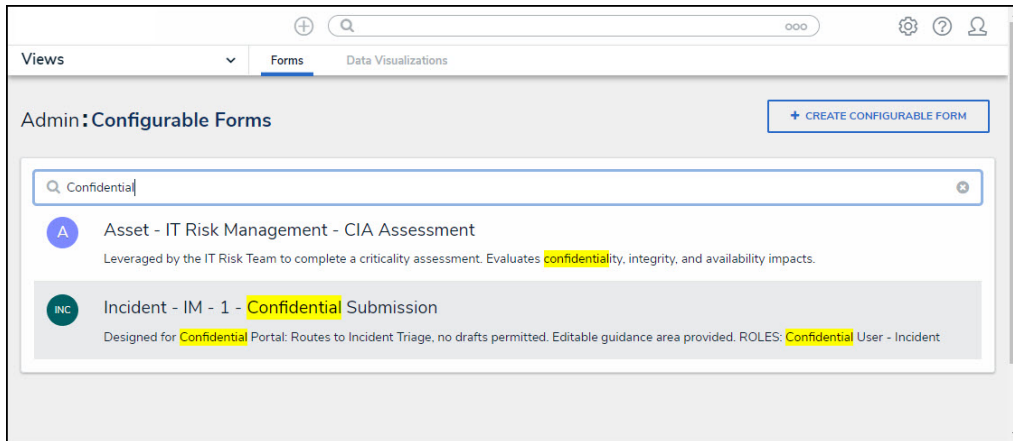 Views
Forms
Data Visualizations
Admin:Configurable Forms
+ CREATE CONFIGURABLE FORM
Confidential
A
Asset - IT Risk Management - CIA Assessment
Leveraged by the IT Risk Team to complete a criticality assessment. Evaluates confidentiality, integrity, and availability impacts.
INC
Incident - IM - 1 - Confidential Submission
Designed for Confidential Portal: Routes to Incident Triage, no drafts permitted. Editable guidance area provided. ROLES: Confidential User - Incident